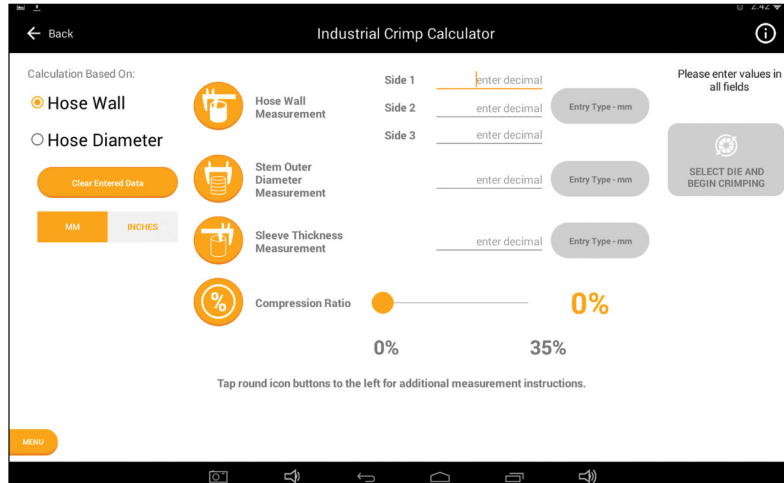 2:42
Back
Industrial Crimp Calculator
Calculation Based On:
Hose Wall
Hose Diameter
Clear Entered Data
MM
INCHES
Hose Wall
Measurement
Side 1
enter decimal
Side 2
enter decimal
Side 3
enter decimal
Entry Type - mm
Stem Outer
Diameter
Measurement
enter decimal
Entry Type - mm
Sleeve Thickness
Measurement
enter decimal
Entry Type - mm
%
Compression Ratio
0%
0%
35%
Please enter values in
all fields
SELECT DIE AND
BEGIN CRIMPING
Tap round icon buttons to the left for additional measurement instructions.
MENU